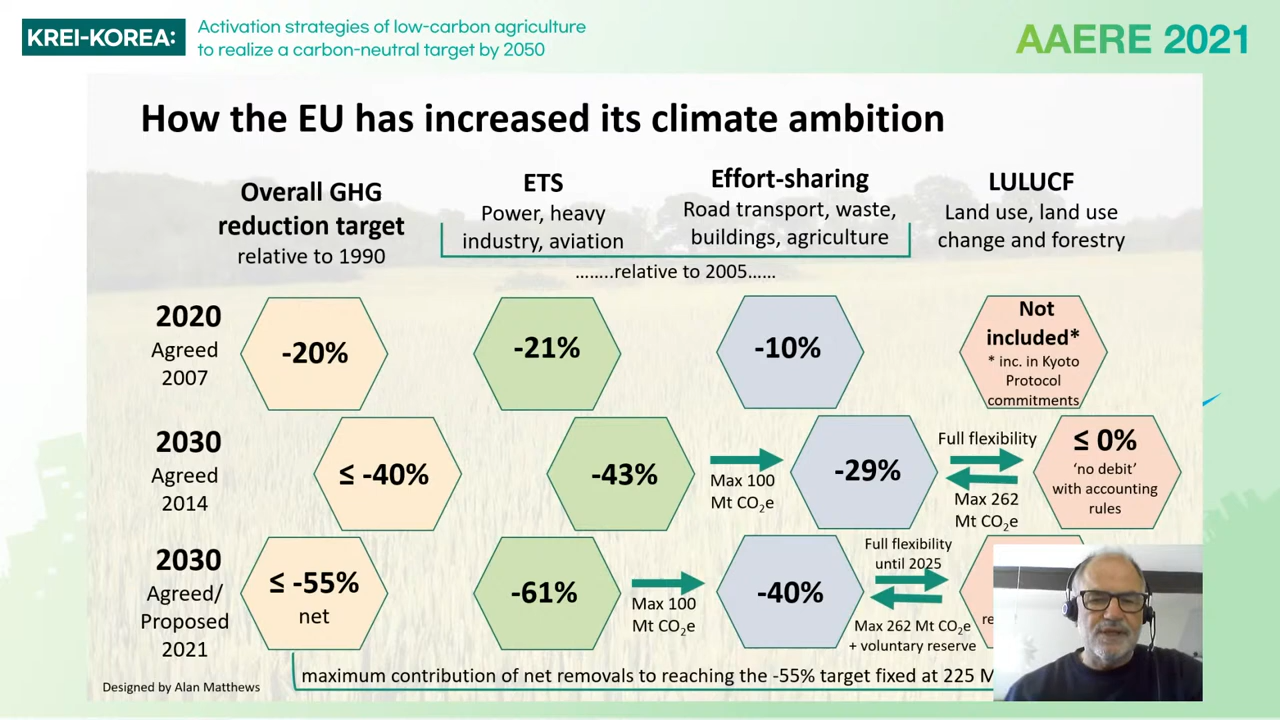 KREI-KOREA:
Activation strategies of low-carbon agriculture
to realize a carbon-neutral target by 2050
AAERE 2021
How the EU has increased its climate ambition
Overall GHG
reduction target
relative to 1990
ETS
Power, heavy
industry, aviation
Effort-sharing
Road transport, waste,
buildings, agriculture
LULUCF
Land use, land use
change and forestry
........relative to 2005......
2020
Agreed
2007
-20%
-21%
-10%
Not
included*
* inc. in Kyoto
Protocol
commitments
2030
Agreed
2014
≤ -40%
-43%
Max 100
Mt CO₂e
-29%
Full flexibility
Max 262
Mt CO₂e
≤ 0%
'no debit'
with accounting
rules
2030
Agreed/
Proposed
2021
≤ -55%
net
-61%
Max 100
Mt CO₂e
-40%
Full flexibility
until 2025
Max 262 Mt CO₂e
+ voluntary reserve
maximum contribution of net removals to reaching the -55% target fixed at 225
Designed by Alan Matthews